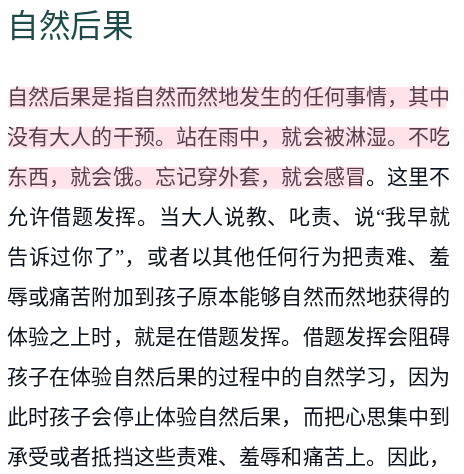 自然后果
自然后果是指自然而然地发生的任何事情，其中
没有大人的干预。站在雨中，就会被淋湿。不吃
东西，就会饿。忘记穿外套，就会感冒。这里不
允许借题发挥。当大人说教、叱责、说“我早就
告诉过你了”，或者以其他任何行为把责难、羞
辱或痛苦附加到孩子原本能够自然而然地获得的
体验之上时，就是在借题发挥。借题发挥会阻碍
孩子在体验自然后果的过程中的自然学习，因为
此时孩子会停止体验自然后果，而把心思集中到
承受或者抵挡这些责难、羞辱和痛苦上。因此，